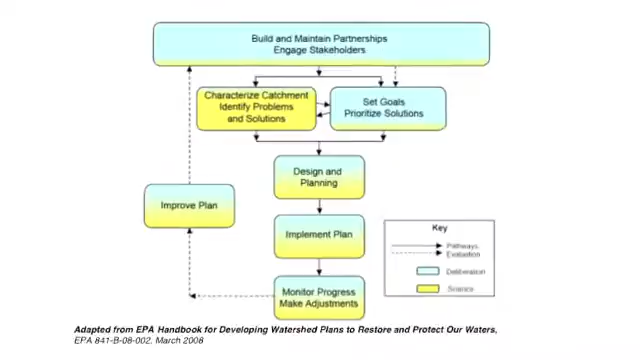 Build and Maintain Partnerships
Engage Stakeholders
Characterize Catchment
Identify Problems
and Solutions
Set Goals
Prioritize Solutions
Design and
Planning
Improve Plan
Implement Plan
Monitor Progress
Make Adjustments
Key
Pathways
Evaluation
Deliberation
Science
Adapted from EPA Handbook for Developing Watershed Plans to Restore and Protect Our Waters,
EPA 841-B-08-002, March 2008